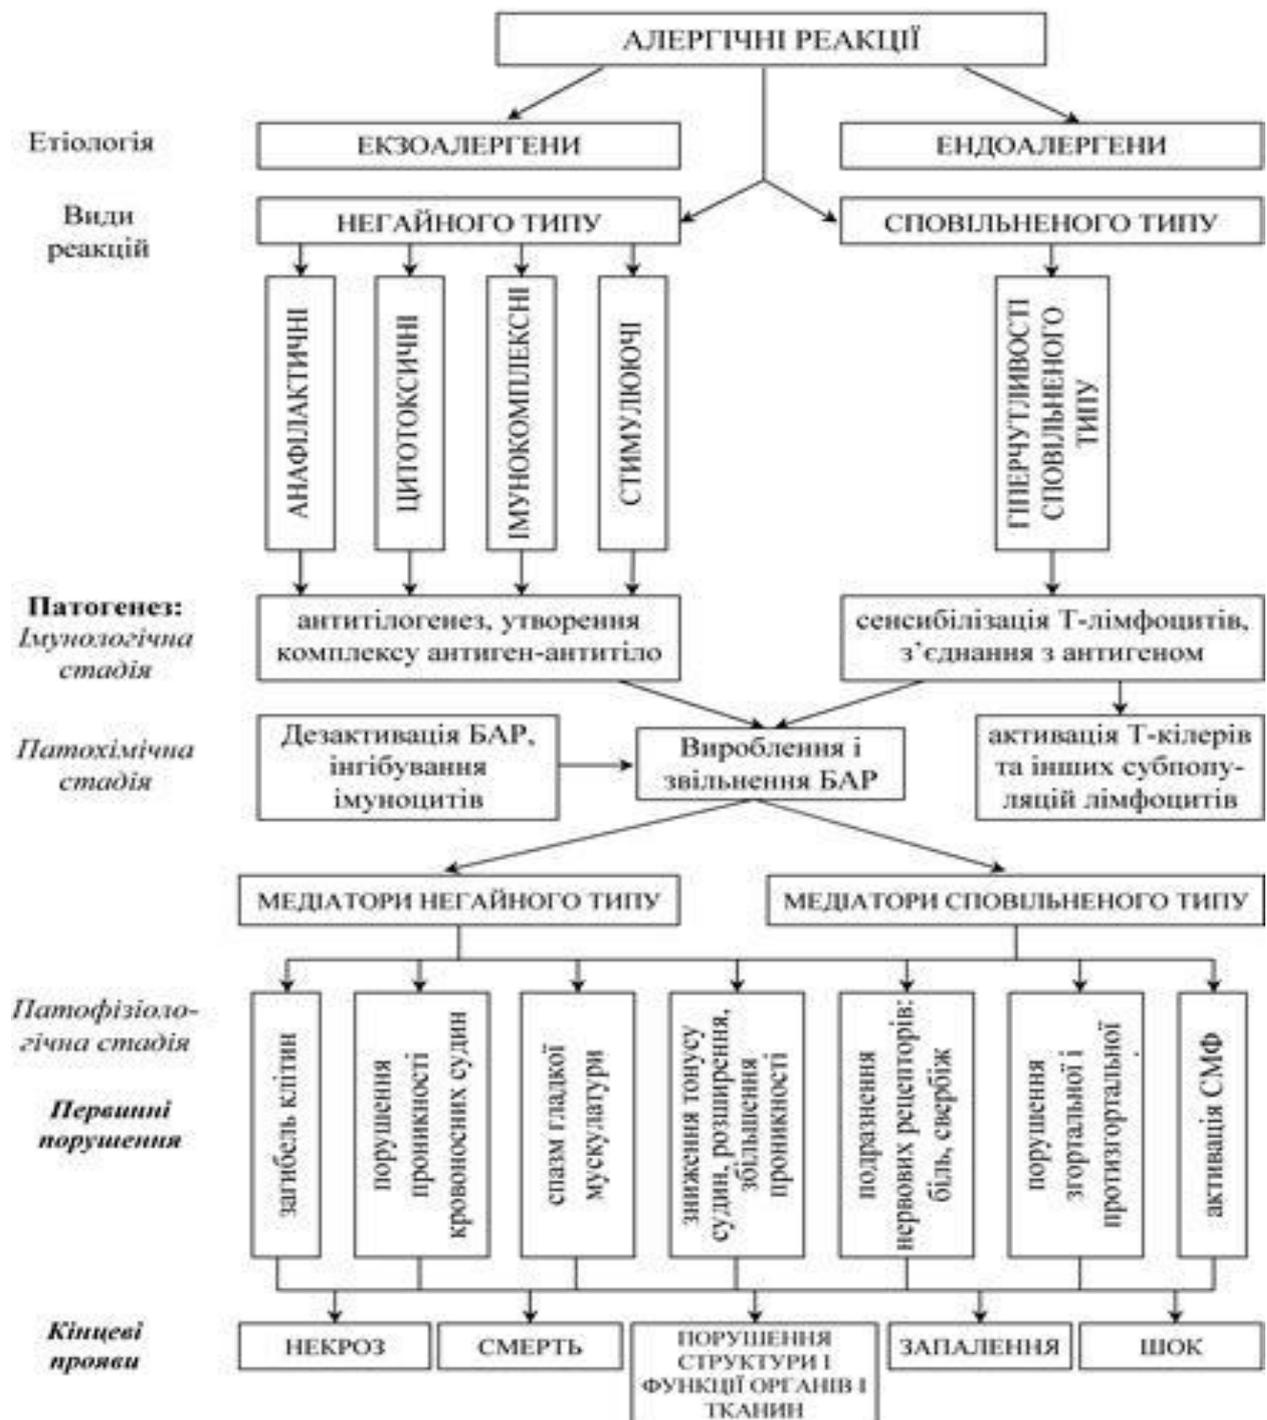 АЛЕРГІЧНІ РЕАКЦІЇ
Етіологія
ЕКЗОАЛЕРГЕНИ
ЕНДОАЛЕРГЕНИ
Види
реакцій
НЕГАЙНОГО ТИПУ
СПОВІЛЬНЕНОГО ТИПУ
АНАФІЛАКТИЧНІ
ЦИТОТОКСИЧНІ
ІМУНОКОМПЛЕКСНІ
СТИМУЛЮЮЧІ
ГІПЕРЧУТЛИВОСТІ
СПОВІЛЬНЕНОГО
ТИПУ
Патогенез:
Імунологічна
стадія
антитілогенез, утворення
комплексу антиген-антитіло
сенсибілізація Т-лімфоцитів,
з’єднання з антигеном
Патохімічна
стадія
Дезактивація БАР,
інгібування
імуноцитів
Вироблення і
звільнення БАР
активація Т-кілерів
та інших субпопу-
ляцій лімфоцитів
МЕДІАТОРИ НЕГАЙНОГО ТИПУ
МЕДІАТОРИ СПОВІЛЬНЕНОГО ТИПУ
Патофізіоло-
гічна стадія
Первинні
порушення
загибель клітин
порушення
проникності
кровоносних судин
спазм гладкої
мускулатури
зниження тонусу
судин, розширення,
збільшення
проникності
подразнення
нервових рецепторів:
біль, свербіж
порушення
згортальної і
протизгортальної
активація СМФ
Кінцеві
прояви
НЕКРОЗ
СМЕРТЬ
ПОРУШЕННЯ
СТРУКТУРИ І
ФУНКЦІЇ ОРГАНІВ І
ТКАНИН
ЗАПАЛЕННЯ
ШОК